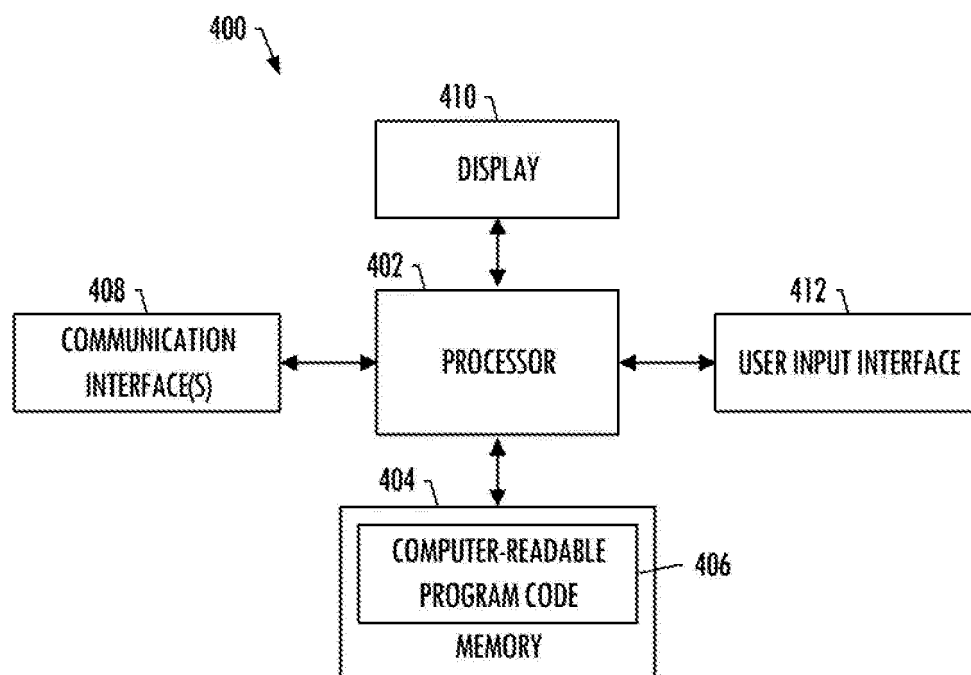 400
410
DISPLAY
402
408
412
COMMUNICATION
INTERFACE(S)
PROCESSOR
USER INPUT INTERFACE
404
COMPUTER-READABLE
PROGRAM CODE
406
MEMORY